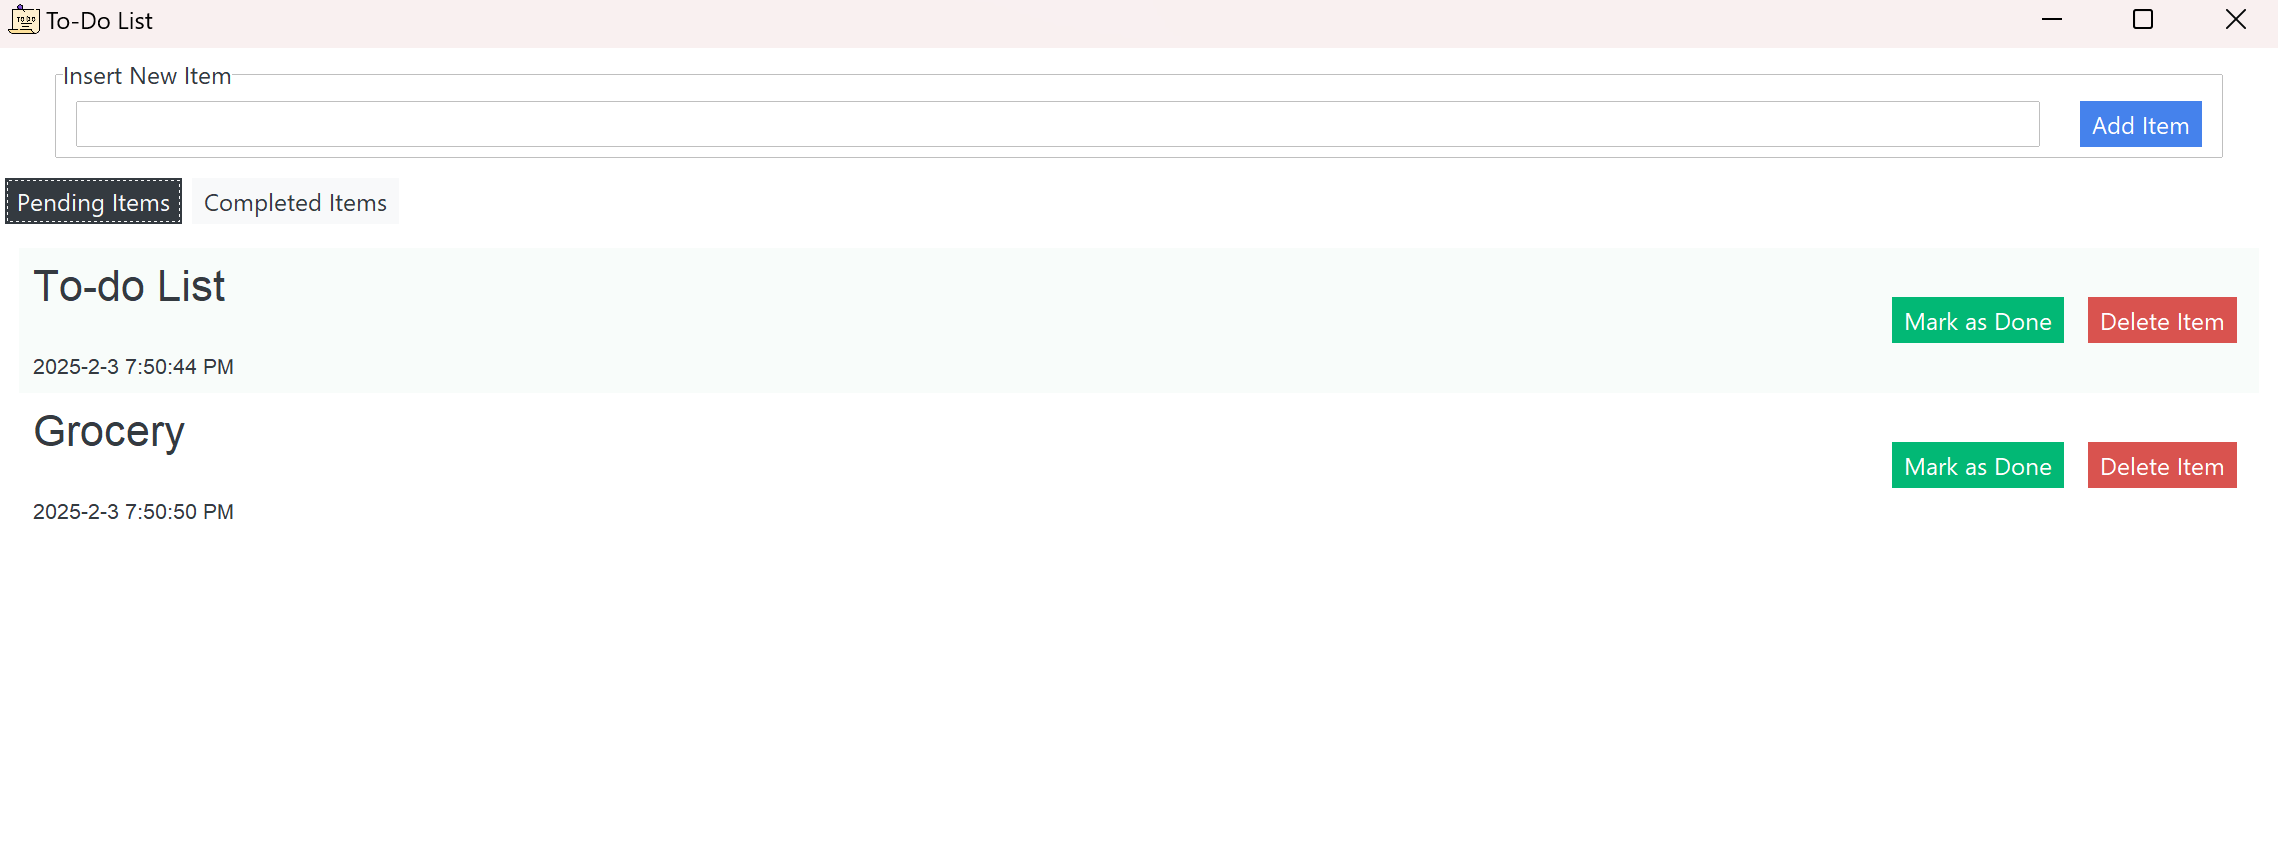 To-Do List
Insert New Item
Add Item
Pending Items Completed Items
To-do List
Mark as Done Delete Item
2025-2-3 7:50:44 PM
Grocery
Mark as Done Delete Item
2025-2-3 7:50:50 PM